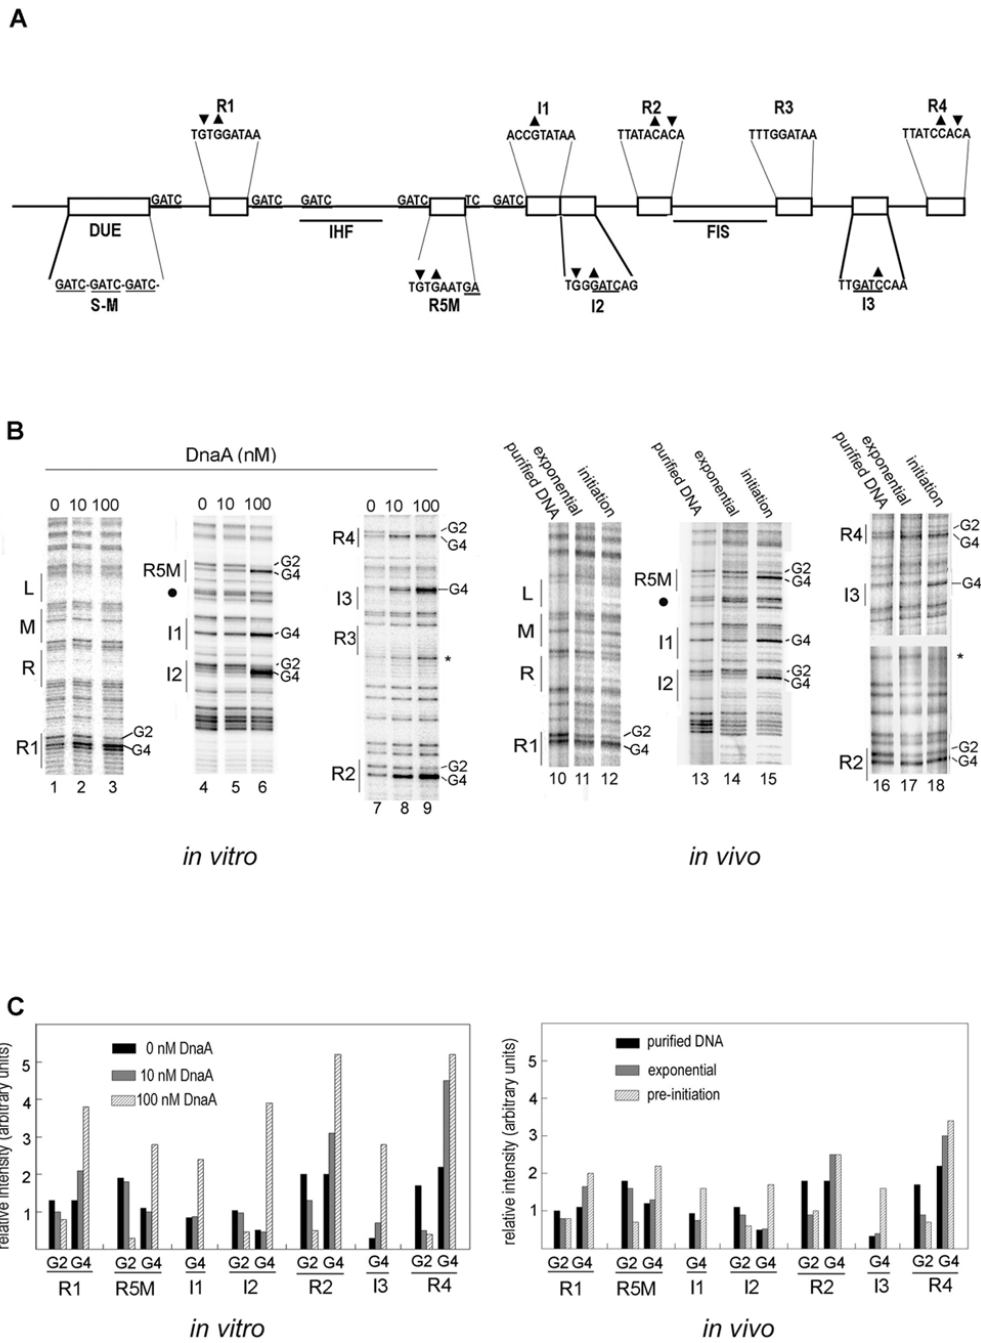 A
R1
I1
R2
R3
R4
TGTGGATAA
ACCGTATAA
TTATACACA
TTTGGATAA
TTATCCACA
GATC
GATC
GATC
GATC
TC
GATC
DUE
IHF
FIS
GATC-GATC-GATC-
S-M
TGTGAATGA
R5M
TGGGATCAG
I2
TTGATCCAA
I3
B
DnaA (nM)
0 10 100
0 10 100
0 10 100
purified DNA
exponential
initiation
purified DNA
exponential
initiation
purified DNA
exponential
initiation
L
M
R
R1
G2
G4
1 2 3
R5M
G2
G4
●
I1
G4
I2
G2
G4
4 5 6
R4
G2
G4
I3
G4
R3
*
R2
G2
G4
7 8 9
L
M
R
R1
G2
G4
10 11 12
R5M
G2
G4
●
I1
G4
I2
G2
G4
13 14 15
R4
G2
G4
I3
G4
*
R2
G2
G4
16 17 18
in vitro
in vivo
C
relative intensity (arbitrary units)
5
4
3
2
1
0 nM DnaA
10 nM DnaA
100 nM DnaA
G2 G4 G2 G4 G4 G2 G4 G2 G4 G4 G2 G4
R1 R5M I1 I2 R2 I3 R4
in vitro
relative intensity (arbitrary units)
5
4
3
2
1
purified DNA
exponential
pre-initiation
G2 G4 G2 G4 G4 G2 G4 G2 G4 G4 G2 G4
R1 R5M I1 I2 R2 I3 R4
in vivo